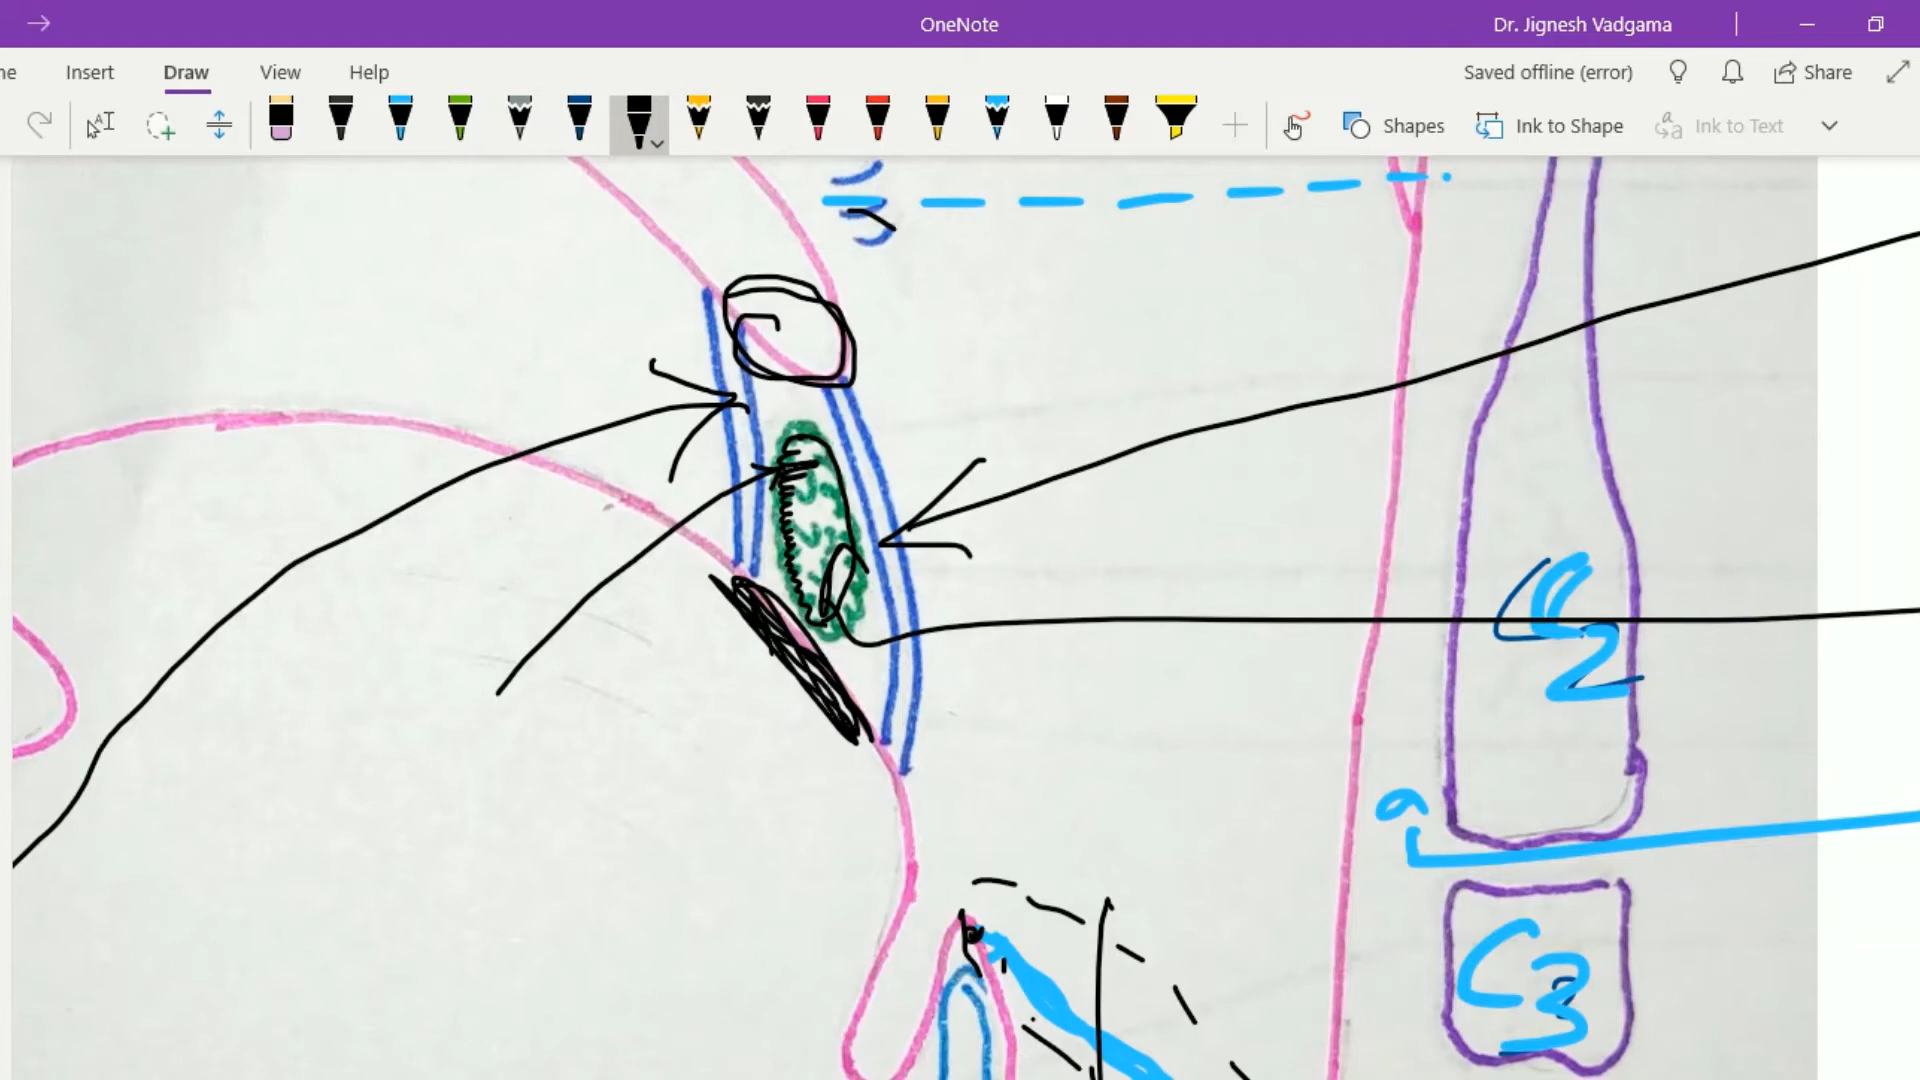 OneNote
Dr. Jignesh Vadgama
Insert
Draw
View
Help
Saved offline (error)
Share
Shapes
Ink to Shape
Ink to Text
C2
C3